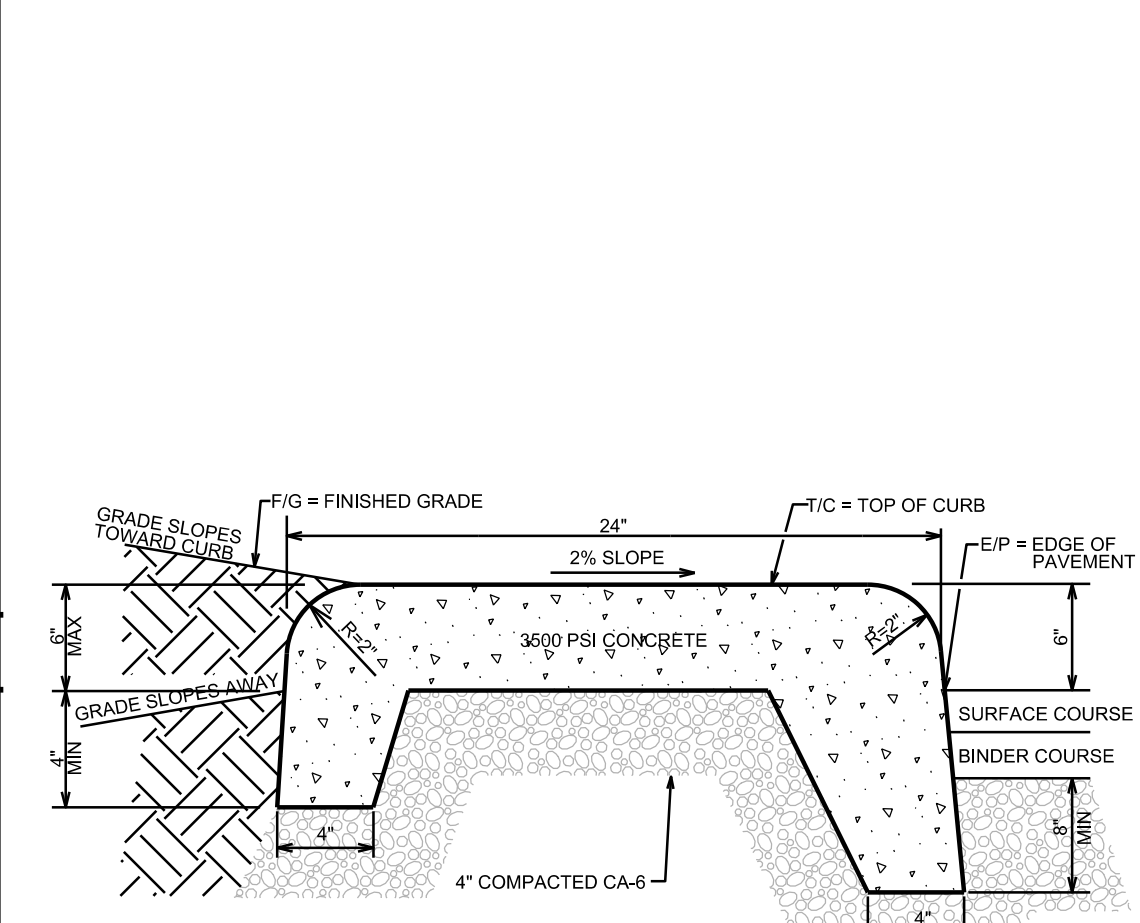 F/G = FINISHED GRADE
T/C = TOP OF CURB
GRADE SLOPES
TOWARD CURB
24"
E/P = EDGE OF
PAVEMENT
2% SLOPE
6"
MAX
R=2"
3500 PSI CONCRETE
R=2"
6"
GRADE SLOPES AWAY
SURFACE COURSE
4"
MIN
BINDER COURSE
8"
MIN
4"
4" COMPACTED CA-6
4"